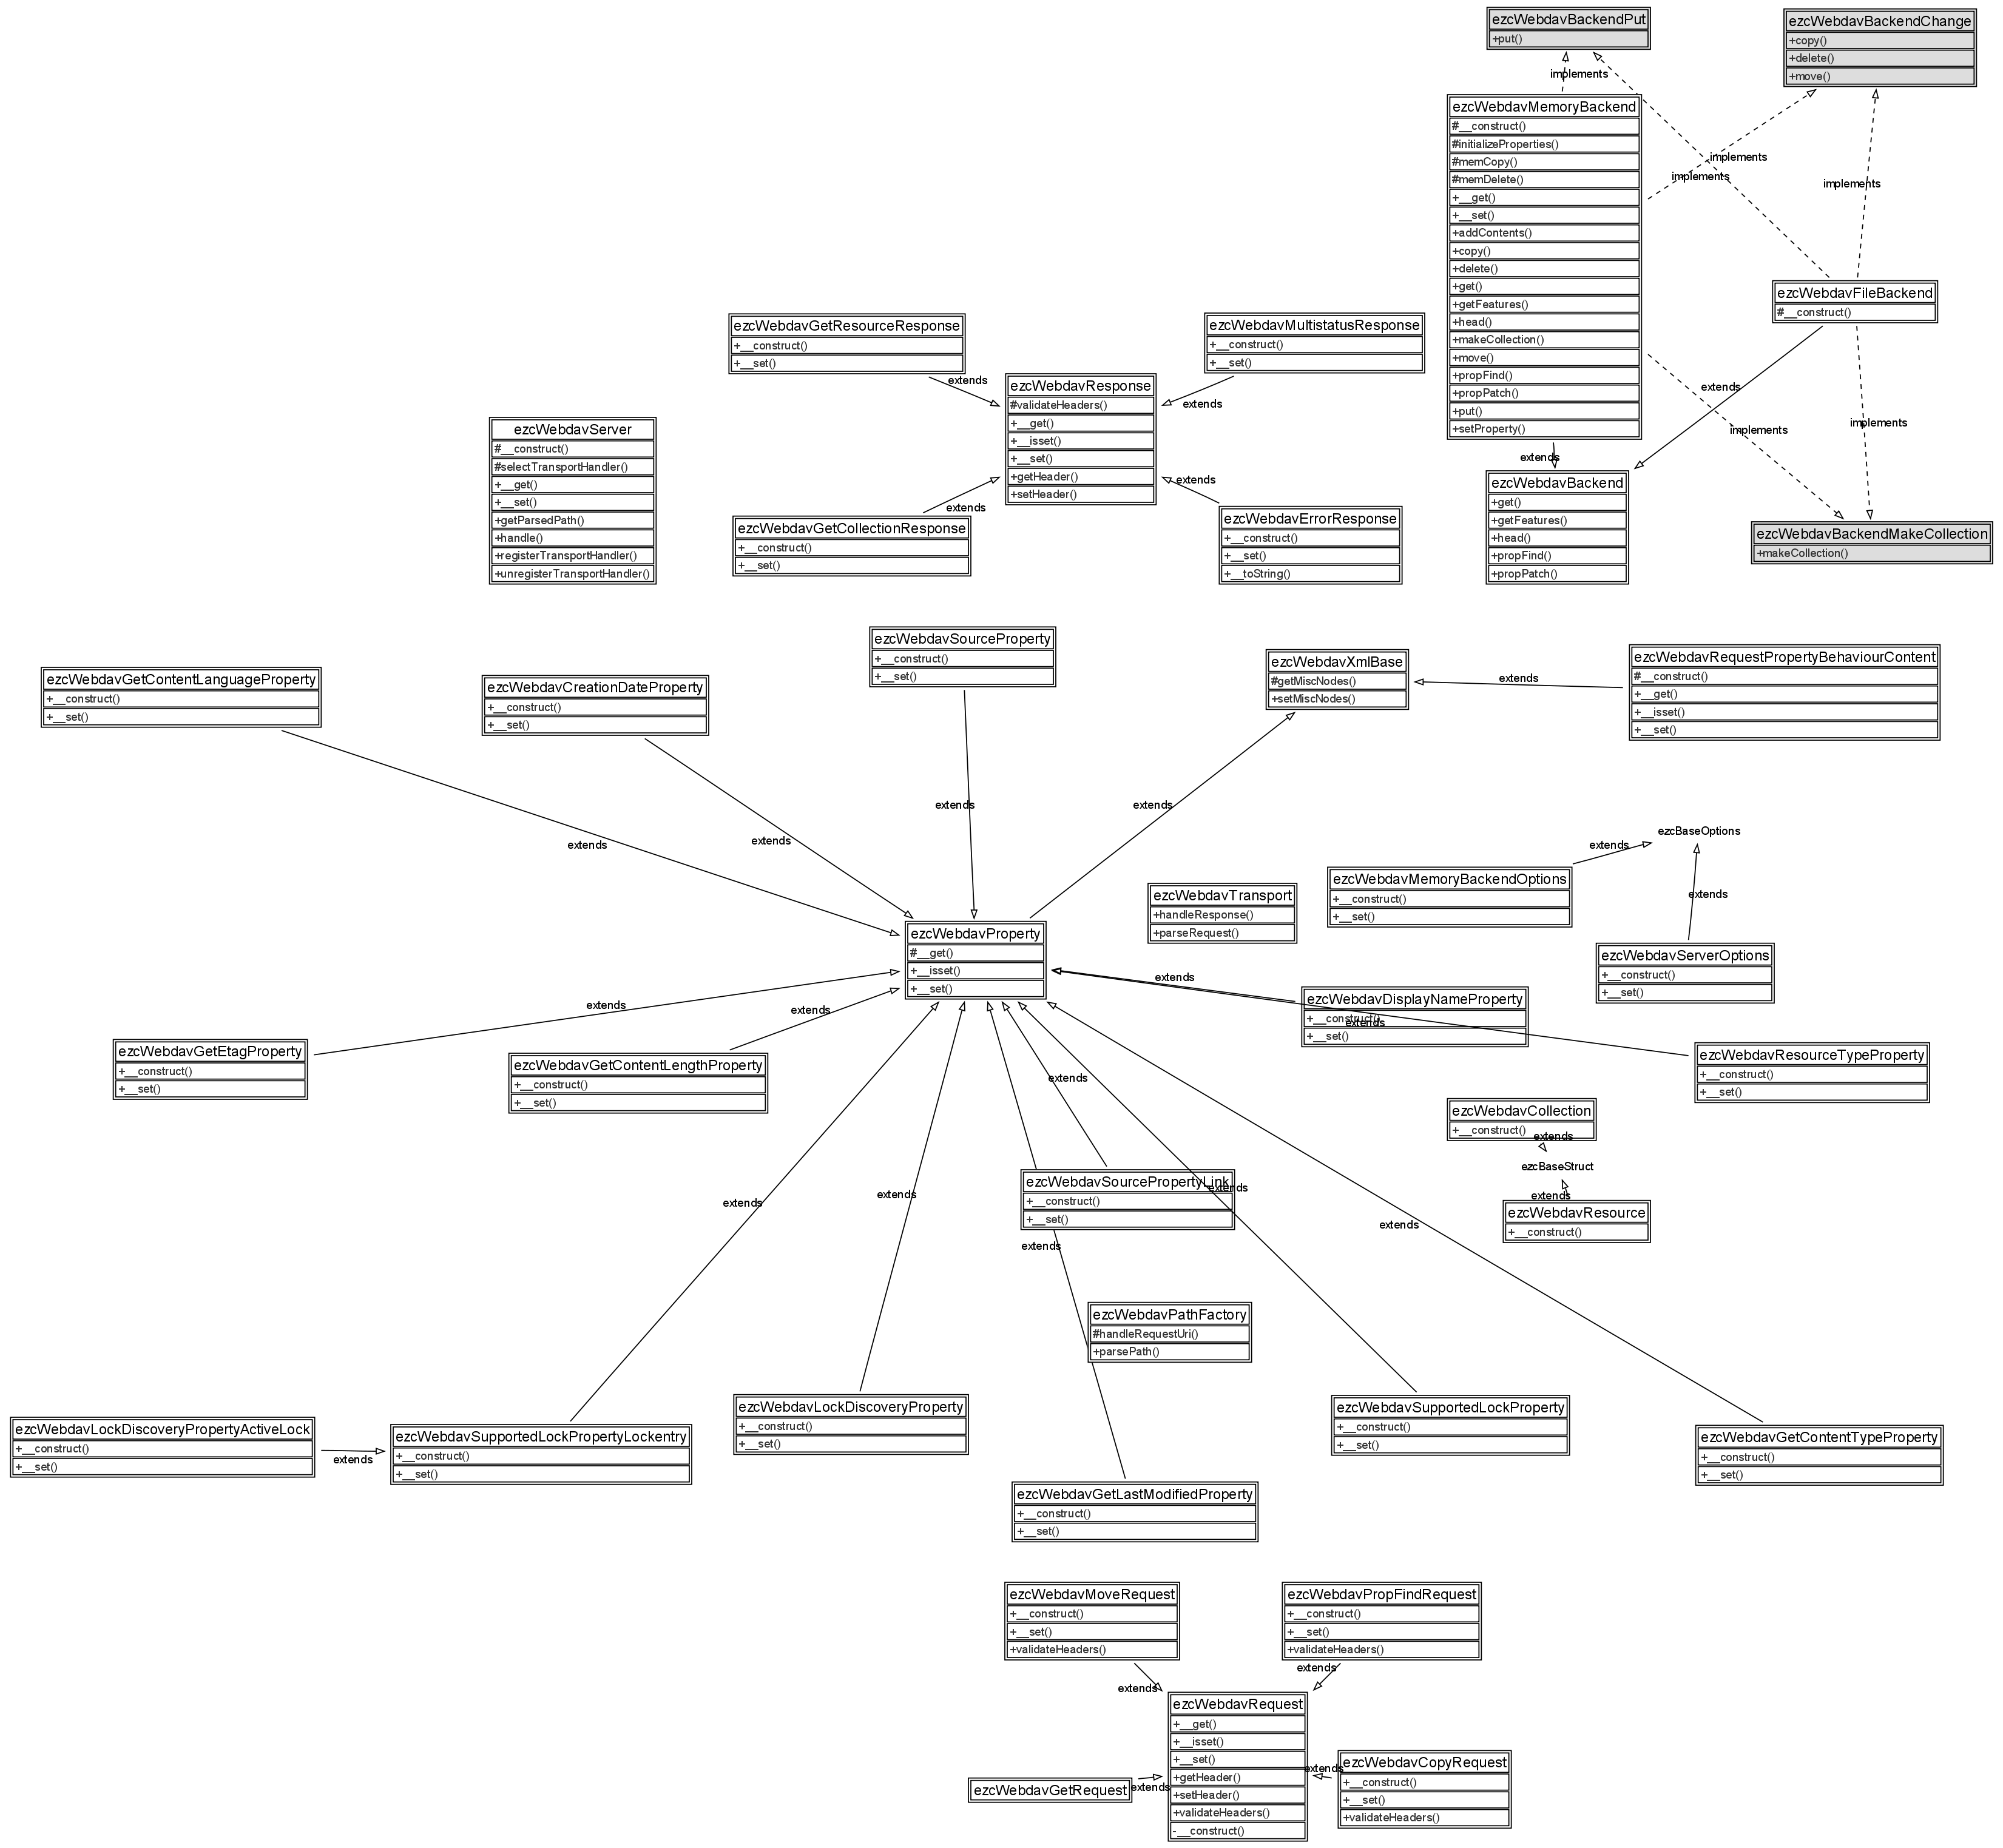 ezcWebdavBackendPut
+put()
ezcWebdavBackendChange
+copy()
+delete()
+move()
implements
ezcWebdavMemoryBackend
#__construct()
#initializeProperties()
#memCopy()
#memDelete()
+__get()
+__set()
+addContents()
+copy()
+delete()
+get()
+getFeatures()
+head()
+makeCollection()
+move()
+propFind()
+propPatch()
+put()
+setProperty()
implements
implements
implements
ezcWebdavFileBackend
#__construct()
extends
implements
implements
extends
ezcWebdavBackend
+get()
+getFeatures()
+head()
+propFind()
+propPatch()
ezcWebdavBackendMakeCollection
+makeCollection()
ezcWebdavGetResourceResponse
+__construct()
+__set()
extends
ezcWebdavMultistatusResponse
+__construct()
+__set()
extends
ezcWebdavResponse
#validateHeaders()
+__get()
+__isset()
+__set()
+getHeader()
+setHeader()
extends
extends
ezcWebdavGetCollectionResponse
+__construct()
+__set()
ezcWebdavErrorResponse
+__construct()
+__set()
+__toString()
ezcWebdavServer
#__construct()
#selectTransportHandler()
+__get()
+__set()
+getParsedPath()
+handle()
+registerTransportHandler()
+unregisterTransportHandler()
ezcWebdavGetContentLanguageProperty
+__construct()
+__set()
ezcWebdavCreationDateProperty
+__construct()
+__set()
ezcWebdavSourceProperty
+__construct()
+__set()
ezcWebdavXmlBase
#getMiscNodes()
+setMiscNodes()
extends
ezcWebdavRequestPropertyBehaviourContent
#__construct()
+__get()
+__isset()
+__set()
extends
extends
extends
extends
ezcBaseOptions
extends
extends
ezcWebdavMemoryBackendOptions
+__construct()
+__set()
ezcWebdavServerOptions
+__construct()
+__set()
ezcWebdavTransport
+handleResponse()
+parseRequest()
ezcWebdavProperty
#__get()
+__isset()
+__set()
extends
extends
extends
ezcWebdavDisplayNameProperty
+__construct()
+__set()
extends
ezcWebdavResourceTypeProperty
+__construct()
+__set()
ezcWebdavGetEtagProperty
+__construct()
+__set()
ezcWebdavGetContentLengthProperty
+__construct()
+__set()
extends
ezcWebdavCollection
+__construct()
extends
ezcBaseStruct
extends
ezcWebdavResource
+__construct()
extends
extends
ezcWebdavSourcePropertyLink
+__construct()
+__set()
extends
extends
extends
ezcWebdavPathFactory
#handleRequestUri()
+parsePath()
ezcWebdavLockDiscoveryPropertyActiveLock
+__construct()
+__set()
extends
ezcWebdavSupportedLockPropertyLockentry
+__construct()
+__set()
ezcWebdavLockDiscoveryProperty
+__construct()
+__set()
ezcWebdavSupportedLockProperty
+__construct()
+__set()
ezcWebdavGetContentTypeProperty
+__construct()
+__set()
ezcWebdavGetLastModifiedProperty
+__construct()
+__set()
ezcWebdavMoveRequest
+__construct()
+__set()
+validateHeaders()
ezcWebdavPropFindRequest
+__construct()
+__set()
+validateHeaders()
extends
extends
ezcWebdavRequest
+__get()
+__isset()
+__set()
+getHeader()
+setHeader()
+validateHeaders()
-__construct()
ezcWebdavGetRequest
extends
extends
ezcWebdavCopyRequest
+__construct()
+__set()
+validateHeaders()